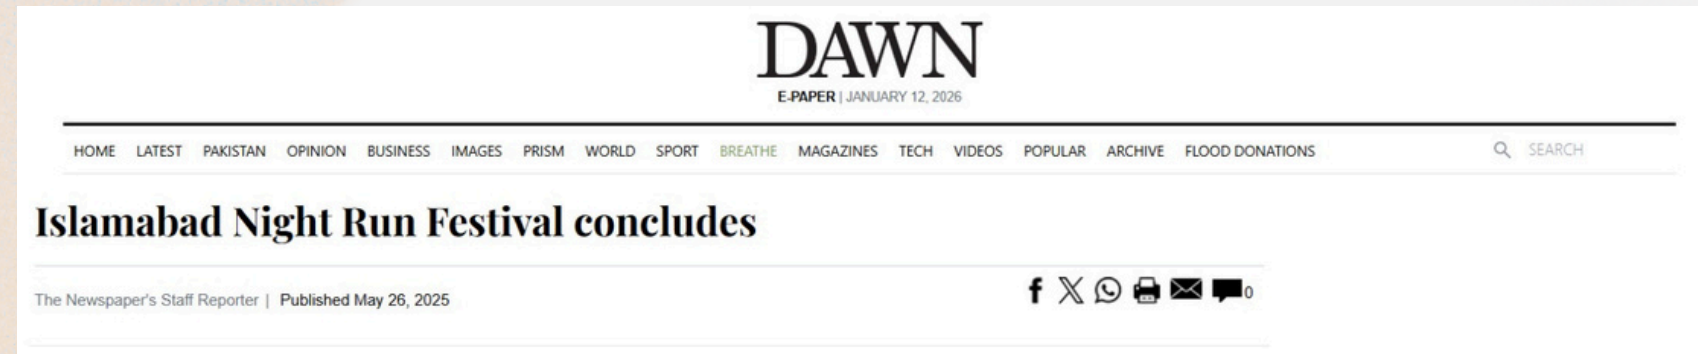 DAWN
E-PAPER | JANUARY 12, 2026
HOME LATEST PAKISTAN OPINION BUSINESS IMAGES PRISM WORLD SPORT BREATHE MAGAZINES TECH VIDEOS POPULAR ARCHIVE FLOOD DONATIONS SEARCH
Islamabad Night Run Festival concludes
The Newspaper's Staff Reporter | Published May 26, 2025 0